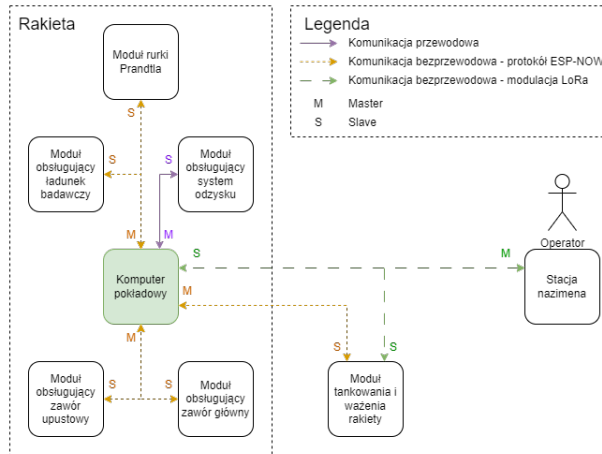 Rakieta
Legenda
Komunikacja przewodowa
Komunikacja bezprzewodowa - protokół ESP-NOW
Komunikacja bezprzewodowa - modulacja LoRa
M Master
S Slave
Moduł rurki
Prandtla
S
Moduł
obsługujący
ładunek
badawczy
S
S
Moduł
obsługujący
system
odzysku
M
M
Komputer
pokładowy
S
M
M
M
Operator
Stacja
nazimena
Moduł
obsługujący
zawór
upustowy
S
S
Moduł
obsługujący
zawór główny
S
S
Moduł
tankowania i
ważenia
rakiety